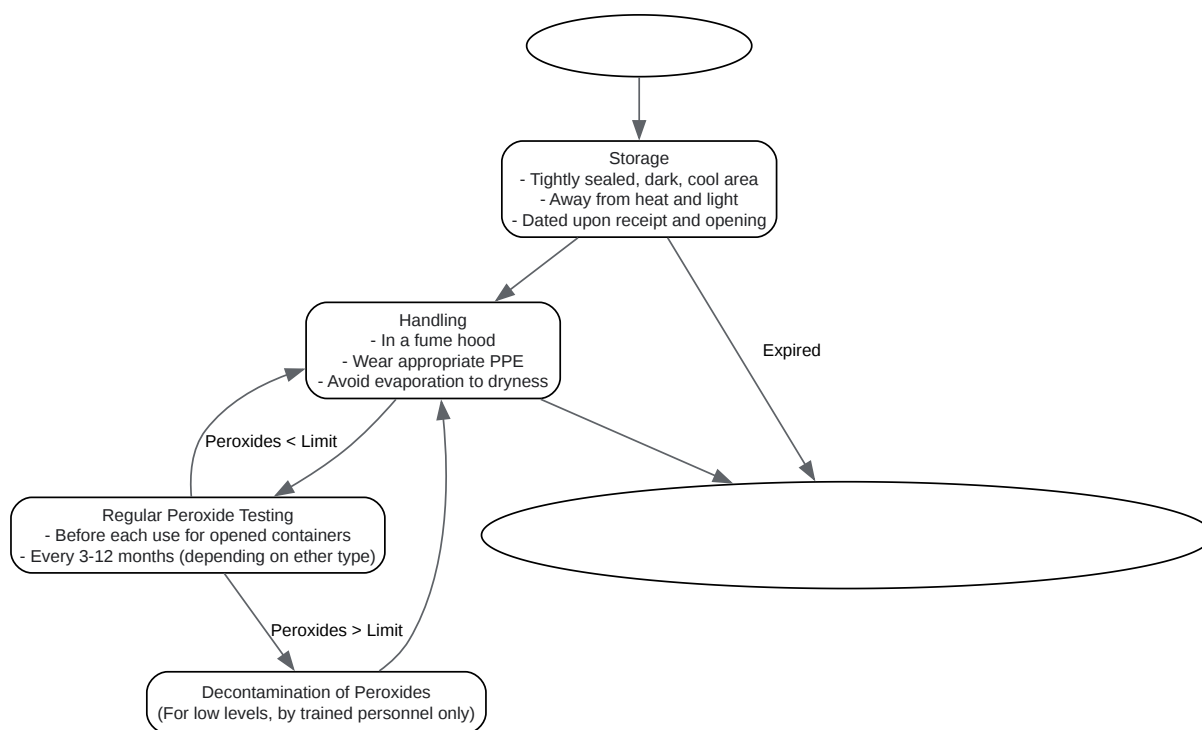 Storage
- Tightly sealed, dark, cool area
- Away from heat and light
- Dated upon receipt and opening
Handling
- In a fume hood
- Wear appropriate PPE
- Avoid evaporation to dryness
Expired
Peroxides < Limit
Regular Peroxide Testing
- Before each use for opened containers
- Every 3-12 months (depending on ether type)
Peroxides > Limit
Decontamination of Peroxides
(For low levels, by trained personnel only)